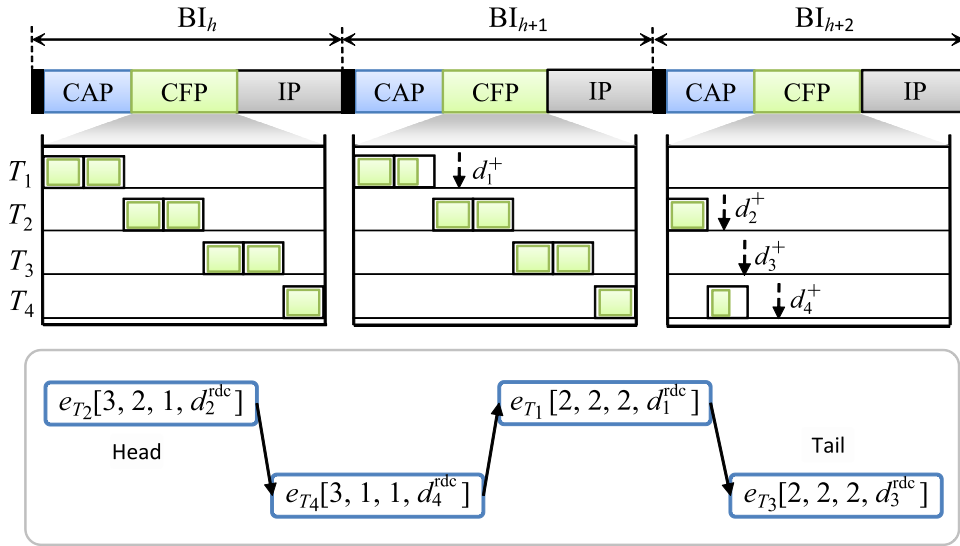 BI_h BI_{h+1} BI_{h+2}
CAP CFP IP CAP CFP IP CAP CFP IP
T_1 d_1^+
T_2 d_2^+
T_3 d_3^+
T_4 d_4^+
e_{T_2}[3, 2, 1, d_2^{rdc}] e_{T_1}[2, 2, 2, d_1^{rdc}]
Head Tail
e_{T_4}[3, 1, 1, d_4^{rdc}] e_{T_3}[2, 2, 2, d_3^{rdc}]